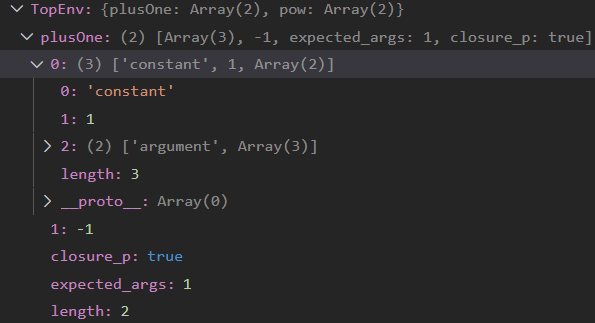 TopEnv: {plusOne: Array(2), pow: Array(2)}
plusOne: (2) [Array(3), -1, expected_args: 1, closure_p: true]
0: (3) ['constant', 1, Array(2)]
0: 'constant'
1: 1
2: (2) ['argument', Array(3)]
length: 3
__proto__: Array(0)
1: -1
closure_p: true
expected_args: 1
length: 2